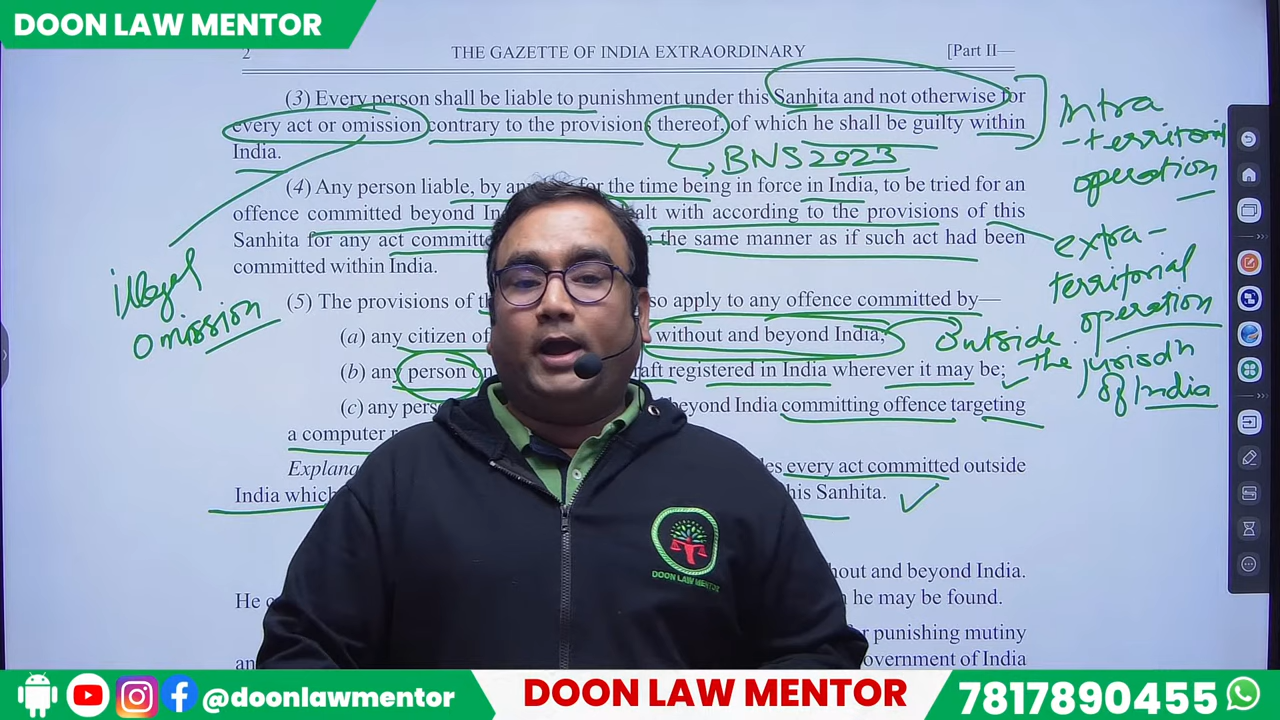 DOON LAW MENTOR
2 THE GAZETTE OF INDIA EXTRAORDINARY [Part II—
(3) Every person shall be liable to punishment under this Sanhita and not otherwise for
every act or omission contrary to the provisions thereof, of which he shall be guilty within
India.
BNS 2023
Intra
-territorial
operation
(4) Any person liable, by any for the time being in force in India, to be tried for an
offence committed beyond In dealt with according to the provisions of this
Sanhita for any act committed the same manner as if such act had been
committed within India.
extra-
territorial
operation
illegal
omission
(5) The provisions of th so apply to any offence committed by—
(a) any citizen of without and beyond India;
outside
the jurisdn
of India
(b) any person on raft registered in India wherever it may be;
(c) any pers beyond India committing offence targeting
a computer r
Explana es every act committed outside
India which his Sanhita.
hout and beyond India.
He c he may be found.
r punishing mutiny
an overnment of India
DOON LAW MENTOR
@doonlawmentor
DOON LAW MENTOR
7817890455